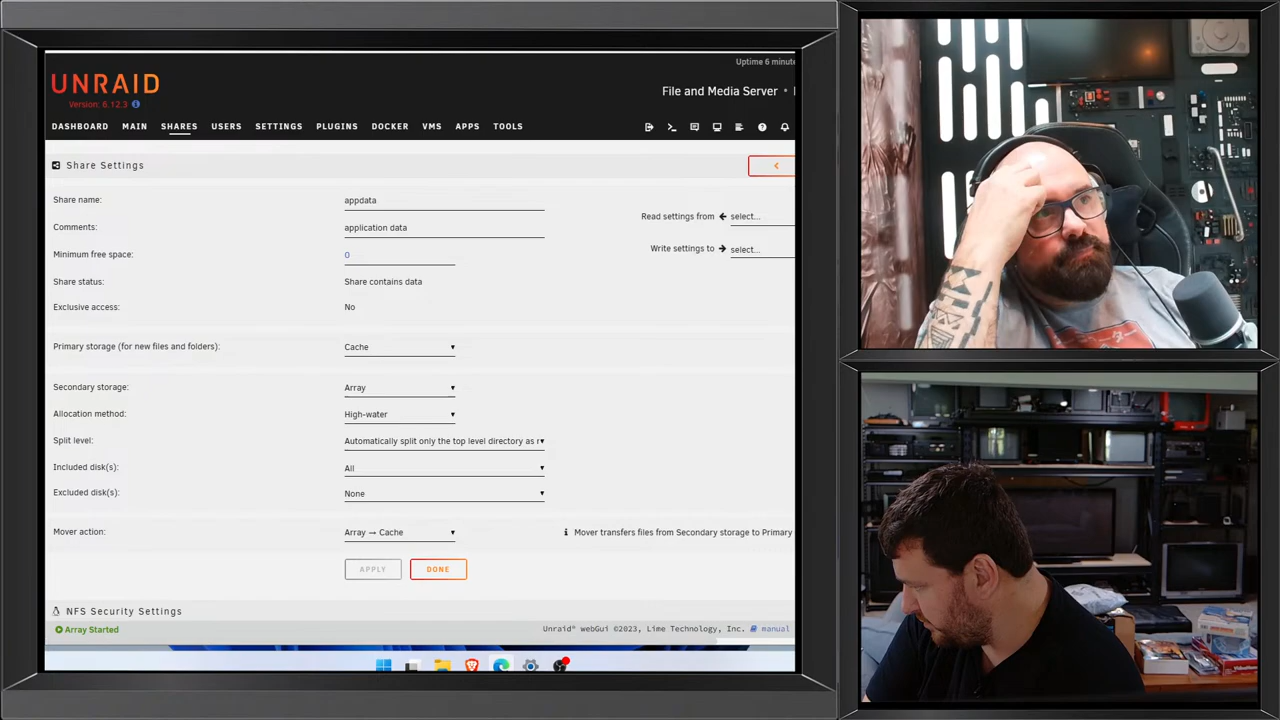 UNRAID
Version: 6.12.3
Uptime 6 minute
File and Media Server •
DASHBOARD MAIN SHARES USERS SETTINGS PLUGINS DOCKER VMS APPS TOOLS
Share Settings
Share name: appdata
Read settings from select...
Comments: application data
Write settings to select...
Minimum free space: 0
Share status: Share contains data
Exclusive access: No
Primary storage (for new files and folders): Cache
Secondary storage: Array
Allocation method: High-water
Split level: Automatically split only the top level directory as r
Included disk(s): All
Excluded disk(s): None
Mover action: Array → Cache
Mover transfers files from Secondary storage to Primary
APPLY DONE
NFS Security Settings
Array Started
Unraid® webGui ©2023, Lime Technology, Inc. manual